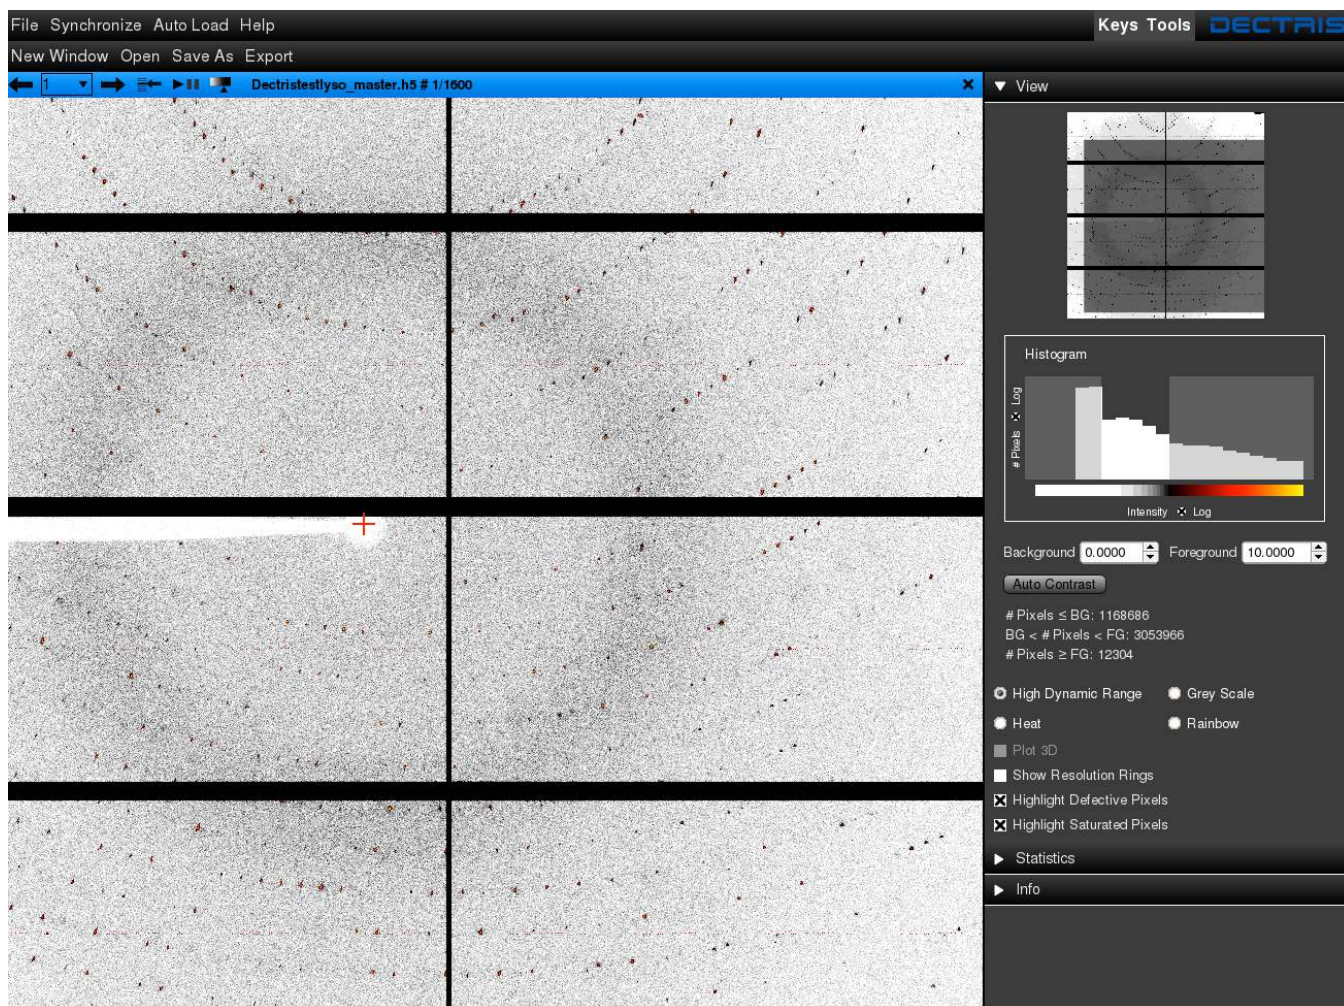 File Synchronize Auto Load Help Keys Tools DECTRIS
New Window Open Save As Export
1 Dectristestlyso_master.h5 # 1/1600
View
Histogram
# Pixels Log
Intensity Log
Background 0.0000 Foreground 10.0000
Auto Contrast
# Pixels ≤ BG: 1168686
BG < # Pixels < FG: 3053966
# Pixels ≥ FG: 12304
High Dynamic Range Grey Scale
Heat Rainbow
Plot 3D
Show Resolution Rings
Highlight Defective Pixels
Highlight Saturated Pixels
Statistics
Info